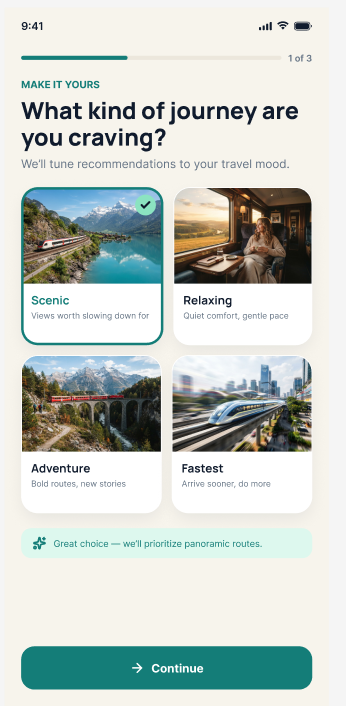 9:41
1 of 3
MAKE IT YOURS
What kind of journey are
you craving?
We'll tune recommendations to your travel mood.
Scenic
Views worth slowing down for
Relaxing
Quiet comfort, gentle pace
Adventure
Bold routes, new stories
Fastest
Arrive sooner, do more
Great choice — we'll prioritize panoramic routes.
Continue